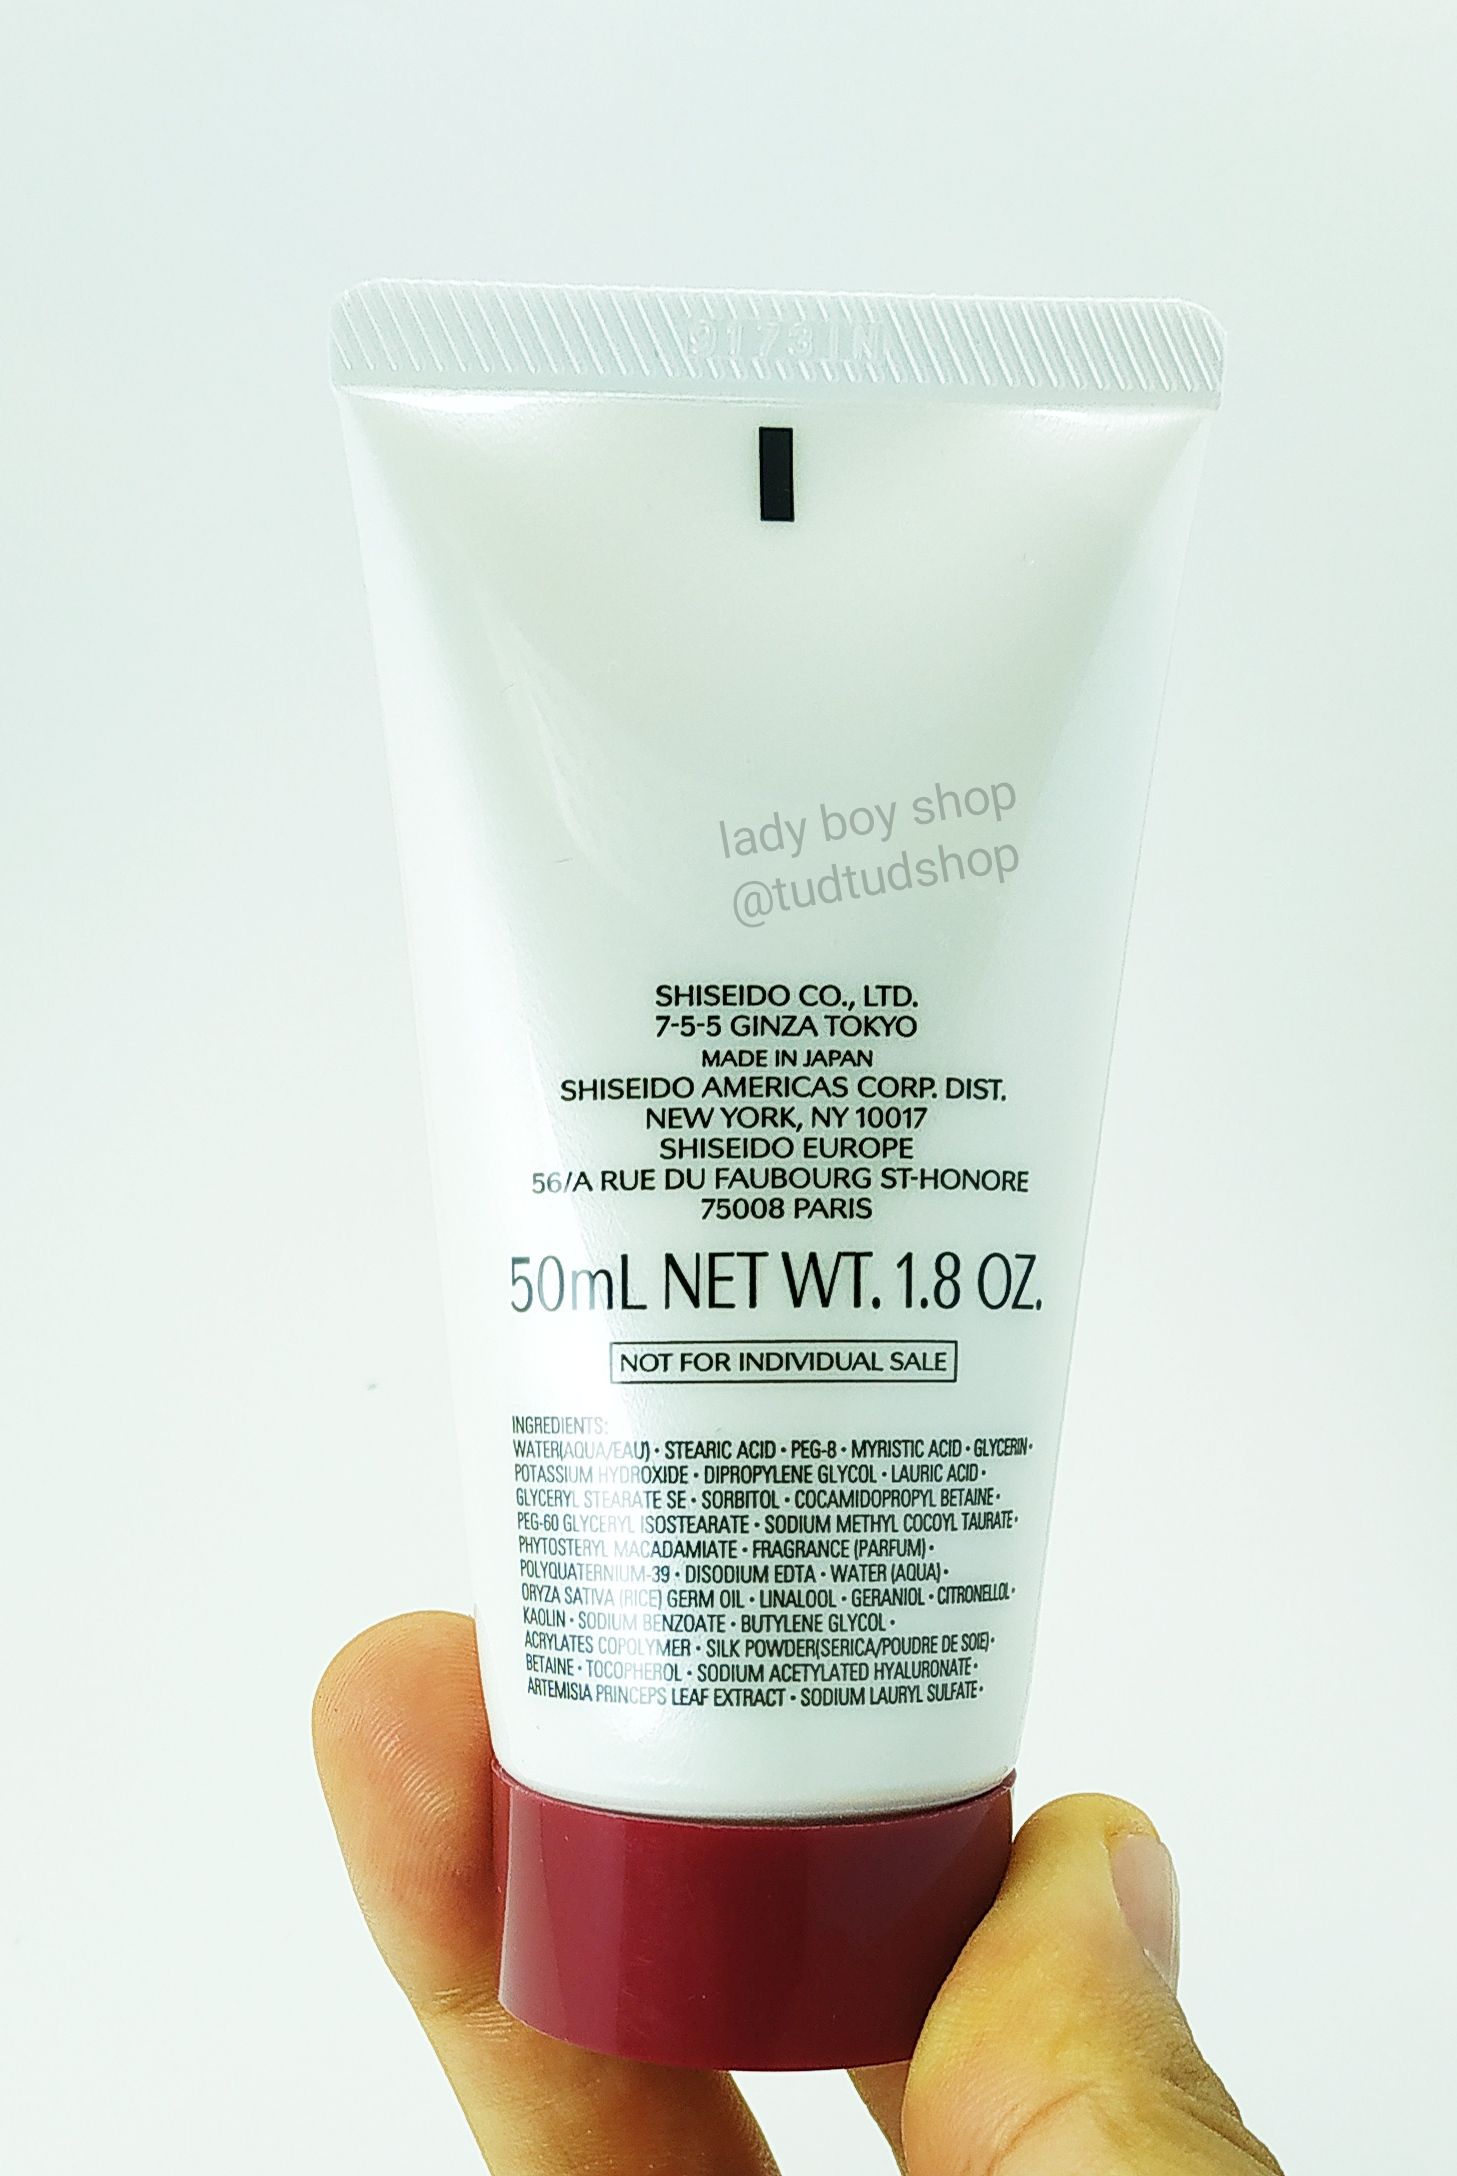 9173IN
lady boy shop
@tudtudshop
SHISEIDO CO., LTD.
7-5-5 GINZA TOKYO
MADE IN JAPAN
SHISEIDO AMERICAS CORP. DIST.
NEW YORK, NY 10017
SHISEIDO EUROPE
56/A RUE DU FAUBOURG ST-HONORE
75008 PARIS
50mL NET WT. 1.8 OZ.
NOT FOR INDIVIDUAL SALE
INGREDIENTS:
WATER(AQUA/EAU)・STEARIC ACID・PEG-8・MYRISTIC ACID・GLYCERIN・
POTASSIUM HYDROXIDE・DIPROPYLENE GLYCOL・LAURIC ACID・
GLYCERYL STEARATE SE・SORBITOL・COCAMIDOPROPYL BETAINE・
PEG-60 GLYCERYL ISOSTEARATE・SODIUM METHYL COCOYL TAURATE・
PHYTOSTERYL MACADAMIATE・FRAGRANCE (PARFUM)・
POLYQUATERNIUM-39・DISODIUM EDTA・WATER (AQUA)・
ORYZA SATIVA (RICE) GERM OIL・LINALOOL・GERANIOL・CITRONELLOL・
KAOLIN・SODIUM BENZOATE・BUTYLENE GLYCOL・
ACRYLATES COPOLYMER・SILK POWDER(SERICA/POUDRE DE SOIE)・
BETAINE・TOCOPHEROL・SODIUM ACETYLATED HYALURONATE・
ARTEMISIA PRINCEPS LEAF EXTRACT・SODIUM LAURYL SULFATE・